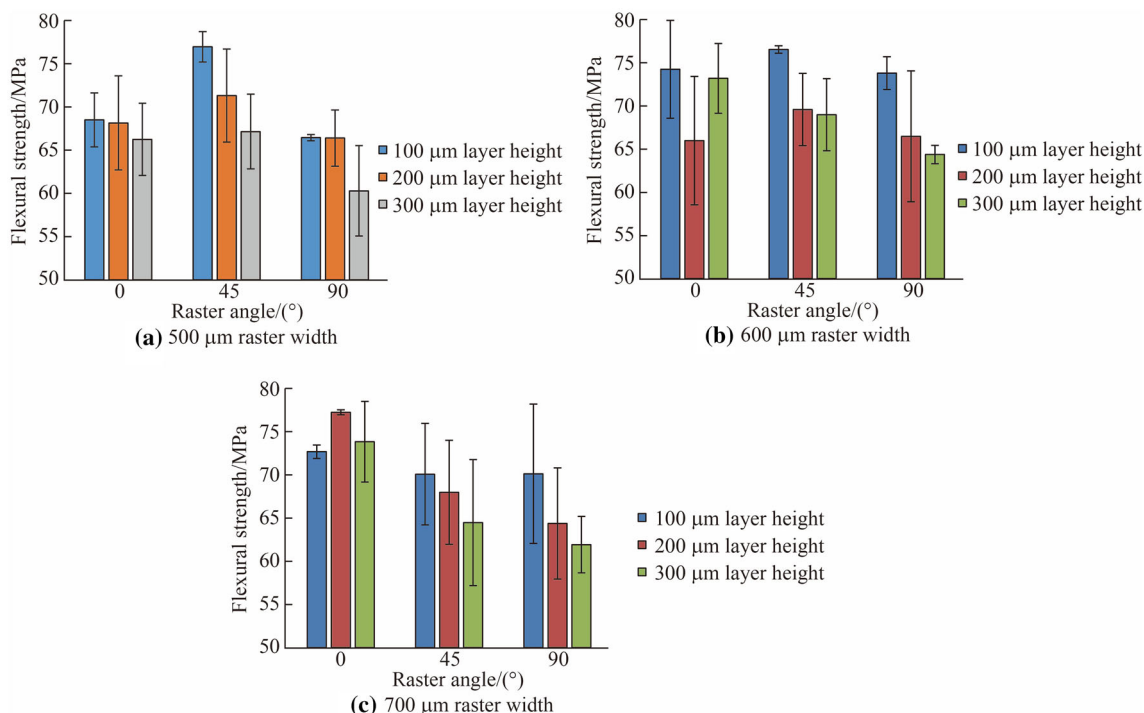 80
75
70
65
60
55
50
Flexural strength/MPa
0
45
90
Raster angle/(°)
100 μm layer height
200 μm layer height
300 μm layer height
(a) 500 μm raster width
80
75
70
65
60
55
50
Flexural strength/MPa
0
45
90
Raster angle/(°)
100 μm layer height
200 μm layer height
300 μm layer height
(b) 600 μm raster width
80
75
70
65
60
55
50
Flexural strength/MPa
0
45
90
Raster angle/(°)
100 μm layer height
200 μm layer height
300 μm layer height
(c) 700 μm raster width